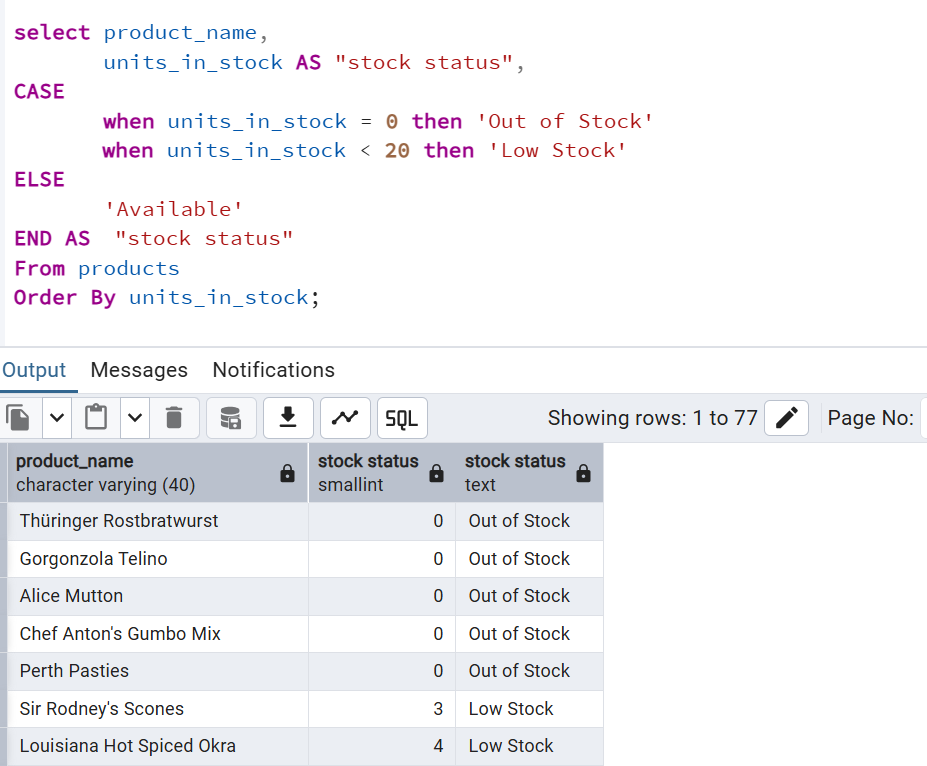 select product_name,
units_in_stock AS "stock status",
CASE
when units_in_stock = 0 then 'Out of Stock'
when units_in_stock < 20 then 'Low Stock'
ELSE
'Available'
END AS "stock status"
From products
Order By units_in_stock;
Output Messages Notifications
SQL Showing rows: 1 to 77 Page No:
product_name stock status stock status
character varying (40) smallint text
Thüringer Rostbratwurst 0 Out of Stock
Gorgonzola Telino 0 Out of Stock
Alice Mutton 0 Out of Stock
Chef Anton's Gumbo Mix 0 Out of Stock
Perth Pasties 0 Out of Stock
Sir Rodney's Scones 3 Low Stock
Louisiana Hot Spiced Okra 4 Low Stock